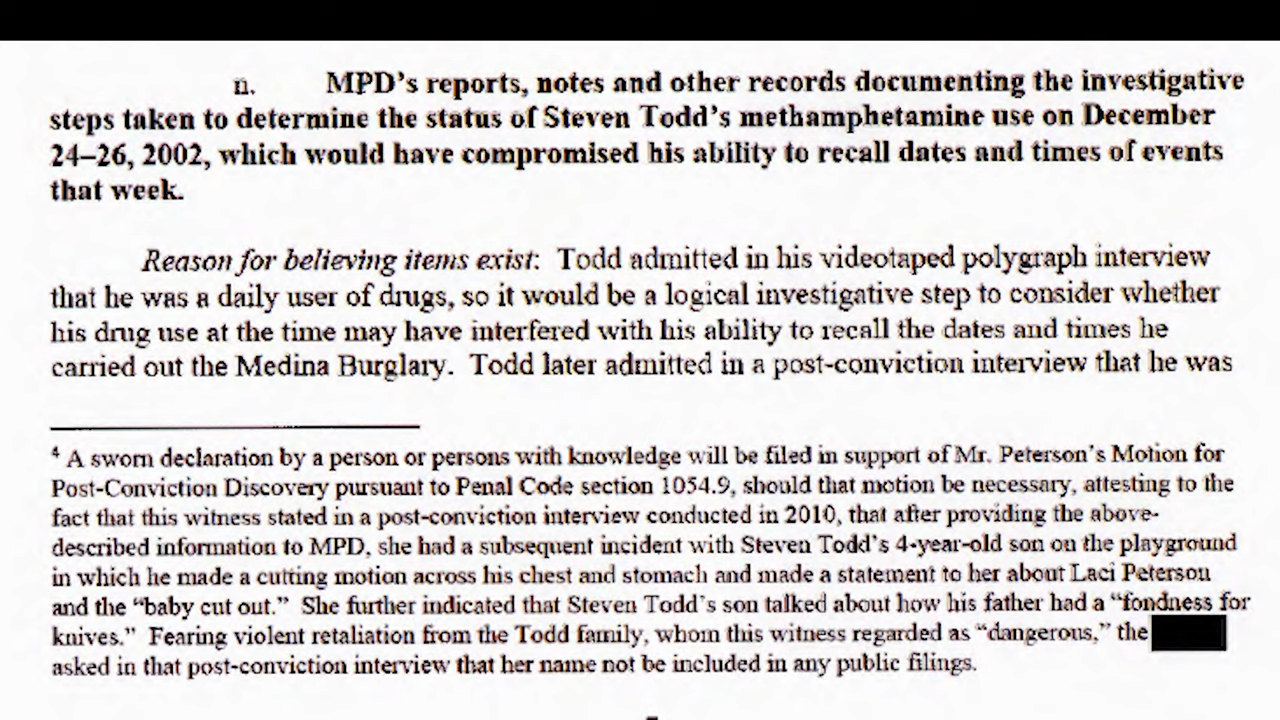 n. MPD's reports, notes and other records documenting the investigative
steps taken to determine the status of Steven Todd's methamphetamine use on December
24–26, 2002, which would have compromised his ability to recall dates and times of events
that week.
Reason for believing items exist: Todd admitted in his videotaped polygraph interview
that he was a daily user of drugs, so it would be a logical investigative step to consider whether
his drug use at the time may have interfered with his ability to recall the dates and times he
carried out the Medina Burglary. Todd later admitted in a post-conviction interview that he was
4 A sworn declaration by a person or persons with knowledge will be filed in support of Mr. Peterson's Motion for
Post-Conviction Discovery pursuant to Penal Code section 1054.9, should that motion be necessary, attesting to the
fact that this witness stated in a post-conviction interview conducted in 2010, that after providing the above-
described information to MPD, she had a subsequent incident with Steven Todd's 4-year-old son on the playground
in which he made a cutting motion across his chest and stomach and made a statement to her about Laci Peterson
and the "baby cut out." She further indicated that Steven Todd's son talked about how his father had a "fondness for
knives." Fearing violent retaliation from the Todd family, whom this witness regarded as "dangerous," the
asked in that post-conviction interview that her name not be included in any public filings.